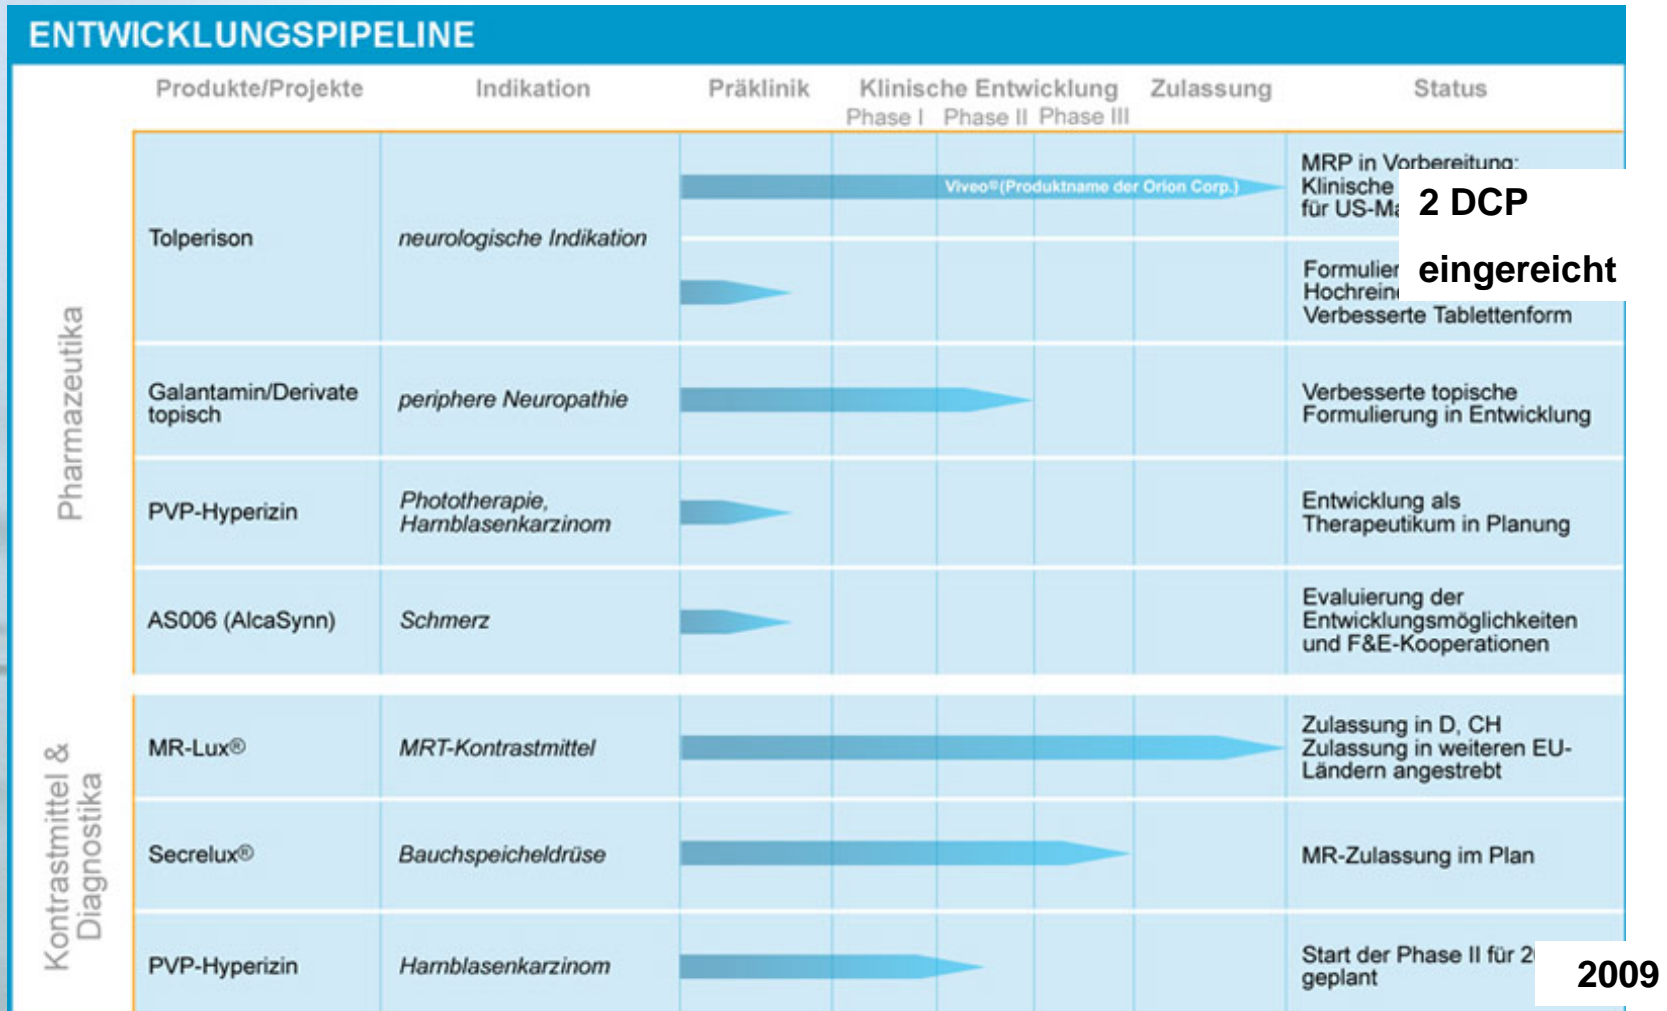 ENTWICKLUNGSPIPELINE
Produkte/Projekte Indikation Präklinik Klinische Entwicklung Zulassung Status
Phase I Phase II Phase III
Pharmazeutika
Tolperison
neurologische Indikation
Viveo®(Produktname der Orion Corp.)
MRP in Vorbereitung:
Klinische
für US-
2 DCP
eingereicht
Verbesserte Tablettenform
Galantamin/Derivate
topisch
periphere Neuropathie
Verbesserte topische
Formulierung in Entwicklung
PVP-Hyperizin
Phototherapie,
Harnblasenkarzinom
Entwicklung als
Therapeutikum in Planung
AS006 (AlcaSynn)
Schmerz
Evaluierung der
Entwicklungsmöglichkeiten
und F&E-Kooperationen
Kontrastmittel &
Diagnostika
MR-Lux®
MRT-Kontrastmittel
Zulassung in D, CH
Zulassung in weiteren EU-
Ländern angestrebt
Secrelux®
Bauchspeicheldrüse
MR-Zulassung im Plan
PVP-Hyperizin
Harnblasenkarzinom
Start der Phase II für
geplant
2009